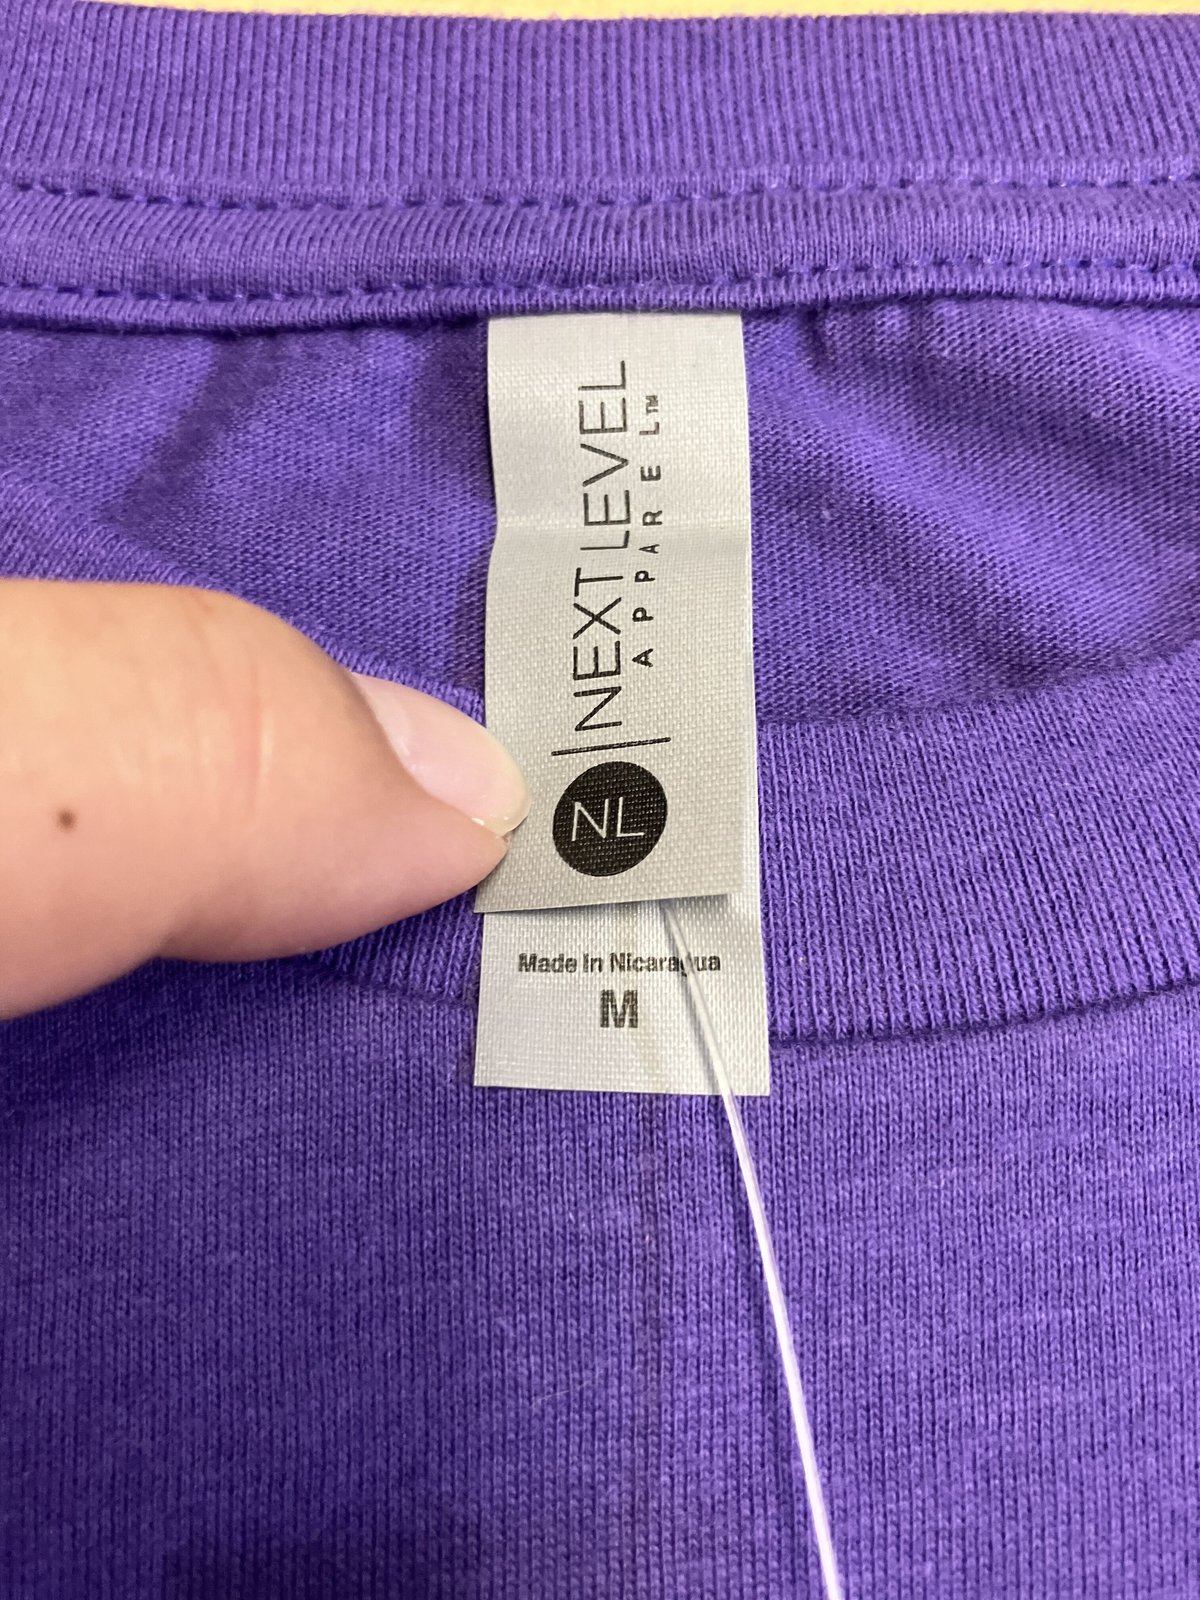 NEXT LEVEL
APPAREL™
NL
Made In Nicaragua
M